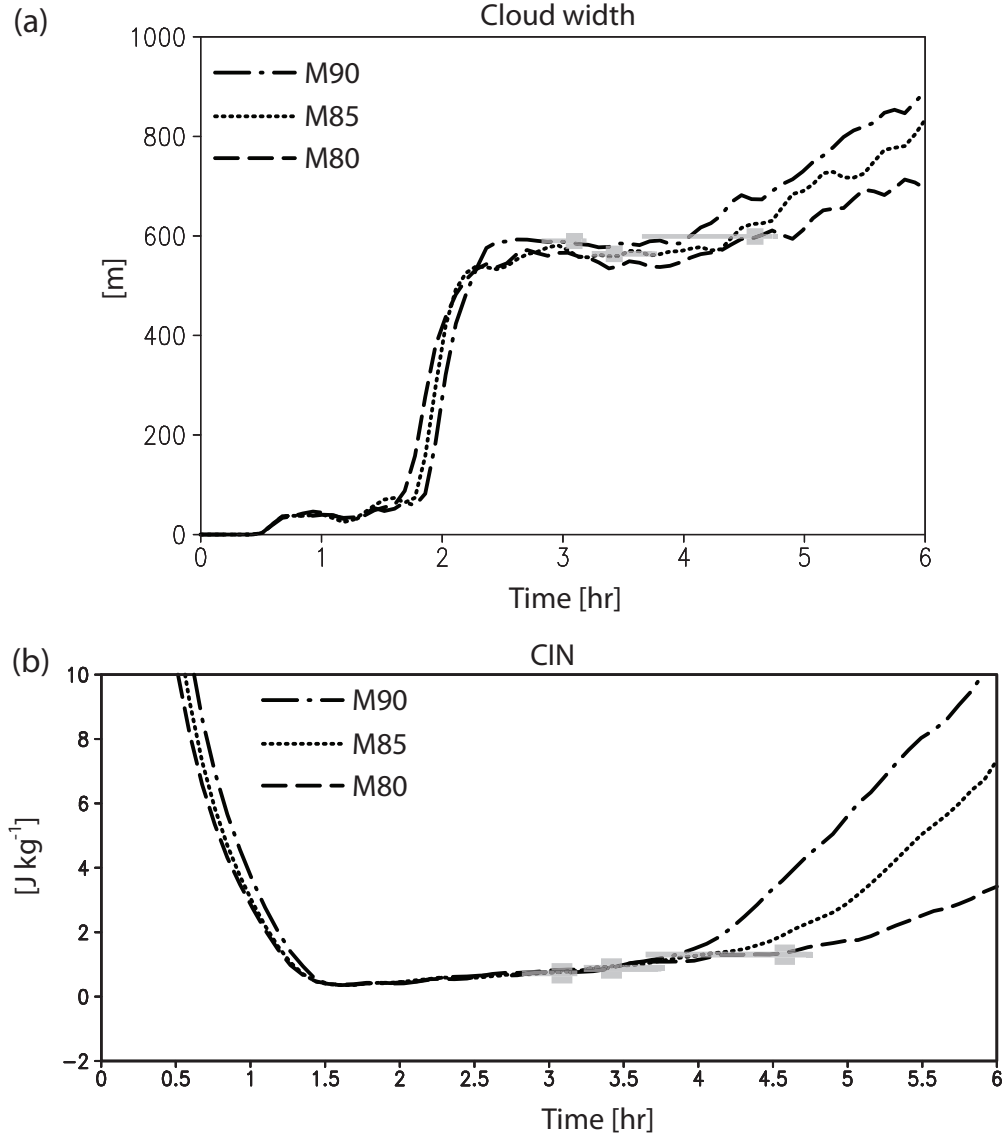 (a)
Cloud width
1000
800
600
400
200
0
[m]
M90
M85
M80
0 1 2 3 4 5 6
Time [hr]
(b)
CIN
10
8
6
4
2
0
−2
[J kg⁻¹]
M90
M85
M80
0 0.5 1 1.5 2 2.5 3 3.5 4 4.5 5 5.5 6
Time [hr]